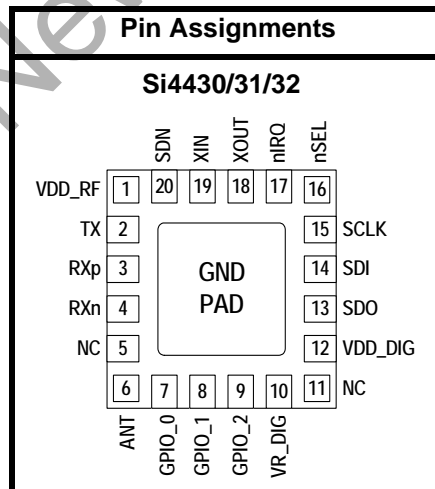 Pin Assignments
Si4430/31/32
SDN
XIN
XOUT
nIRQ
nSEL
20
19
18
17
16
VDD_RF
1
TX
2
RXp
3
RXn
4
NC
5
GND
PAD
15
SCLK
14
SDI
13
SDO
12
VDD_DIG
11
NC
6
7
8
9
10
ANT
GPIO_0
GPIO_1
GPIO_2
VR_DIG